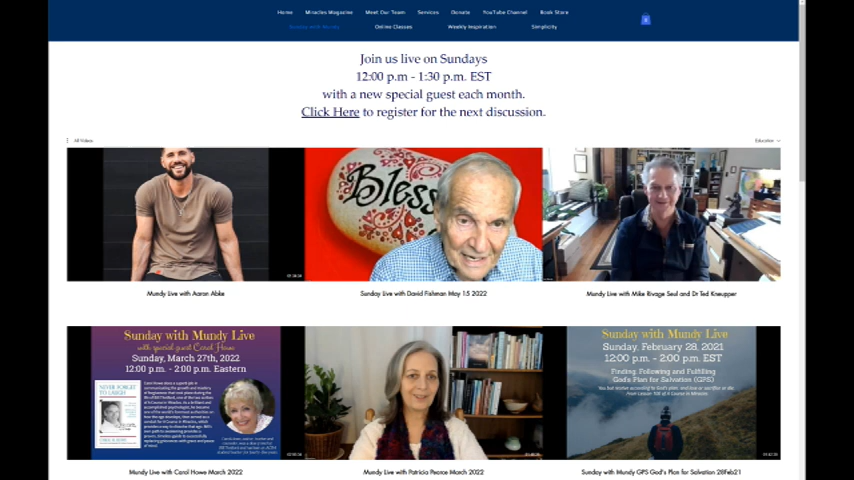 Home Miracles Magazine Meet Our Team Services Donate YouTube Channel Book Store
Sunday with Mundy Online Classes Weekly Inspiration Simplicity
Join us live on Sundays
12:00 p.m - 1:30 p.m. EST
with a new special guest each month.
Click Here to register for the next discussion.
All Videos
Education
Bless
Mundy Live with Aaron Abke
Sunday Live with David Fishman May 15 2022
Mundy Live with Mike Rivage Seul and Dr Ted Kneupper
Sunday with Mundy Live
with special guest Carol Howe
Sunday, March 27th, 2022
12:00 p.m. - 2:00 p.m. Eastern
NEVER FORGET
TO LAUGH
Sunday with Mundy Live
Sunday, February 28, 2021
12:00 p.m. - 2:00 p.m. EST
Finding, Following and Fulfilling
God's Plan for Salvation (GPS)
Mundy Live with Carol Howe March 2022
Mundy Live with Patricia Pearce March 2022
Sunday with Mundy GPS God's Plan for Salvation 28Feb21